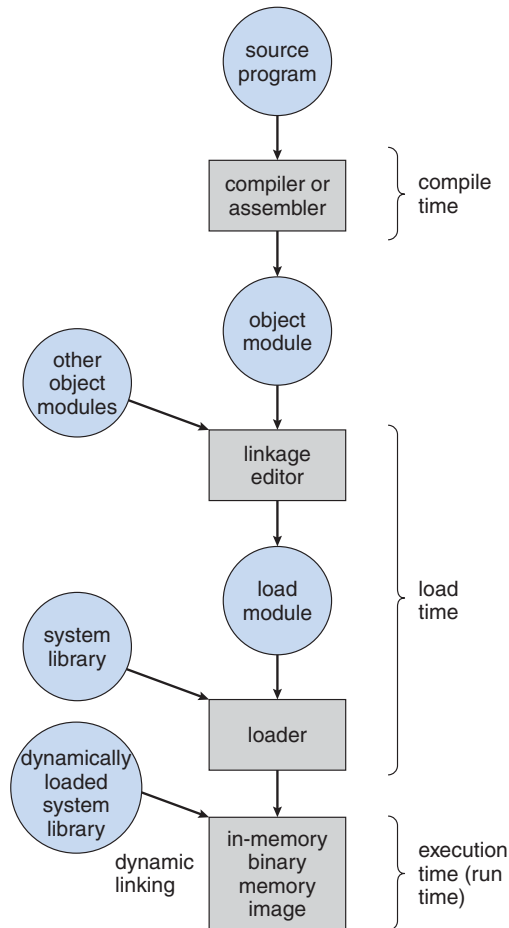 source
program
compiler or
assembler
compile
time
object
module
other
object
modules
linkage
editor
load
module
load
time
system
library
loader
dynamically
loaded
system
library
dynamic
linking
in-memory
binary
memory
image
execution
time (run
time)